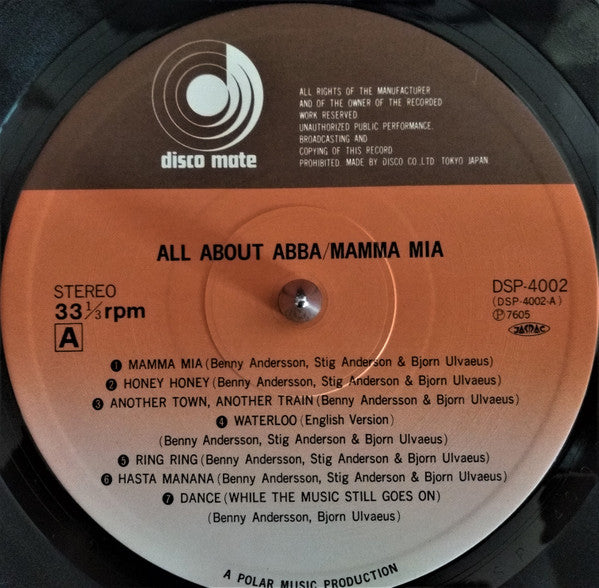 disco mate
ALL RIGHTS OF THE MANUFACTURER
AND OF THE OWNER OF THE RECORDED
WORK RESERVED
UNAUTHORIZED PUBLIC PERFORMANCE.
BROADCASTING AND
COPYING OF THIS RECORD
PROHIBITED. MADE BY DISCO CO., LTD. TOKYO JAPAN
ALL ABOUT ABBA/MAMMA MIA
STEREO
33⅓rpm
A
DSP-4002
(DSP-4002-A)
Ⓟ7605
JASRAC
❶ MAMMA MIA (Benny Andersson, Stig Anderson & Bjorn Ulvaeus)
❷ HONEY HONEY (Benny Andersson, Stig Anderson & Bjorn Ulvaeus)
❸ ANOTHER TOWN, ANOTHER TRAIN (Benny Andersson & Bjorn Ulvaeus)
❹ WATERLOO (English Version)
(Benny Andersson, Stig Anderson & Bjorn Ulvaeus)
❺ RING RING (Benny Andersson, Stig Anderson & Bjorn Ulvaeus)
❻ HASTA MANANA (Benny Andersson, Stig Anderson & Bjorn Ulvaeus)
❼ DANCE (WHILE THE MUSIC STILL GOES ON)
(Benny Andersson, Bjorn Ulvaeus)
A POLAR MUSIC PRODUCTION